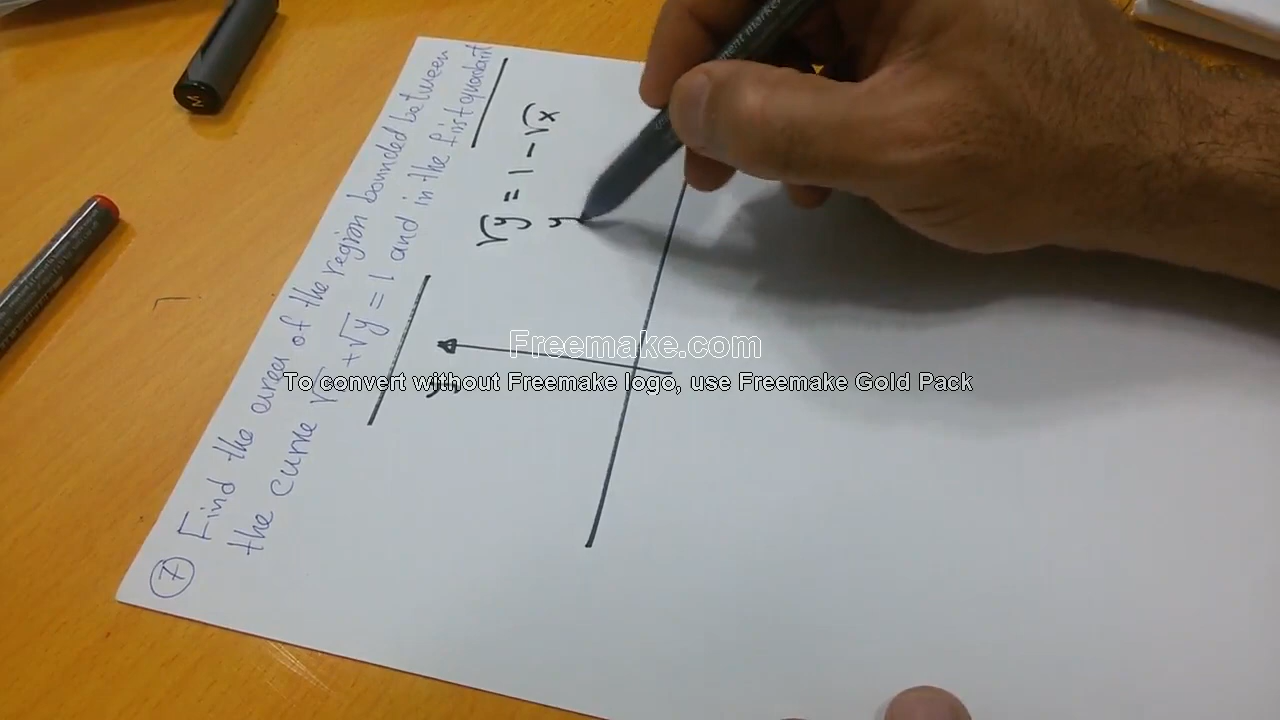 ⑦ Find the area of the region bounded between
the curve √x + √y = 1 and in the first quadrant
√y = 1 - √x
y
y
Freemake.com
To convert without Freemake logo, use Freemake Gold Pack
M